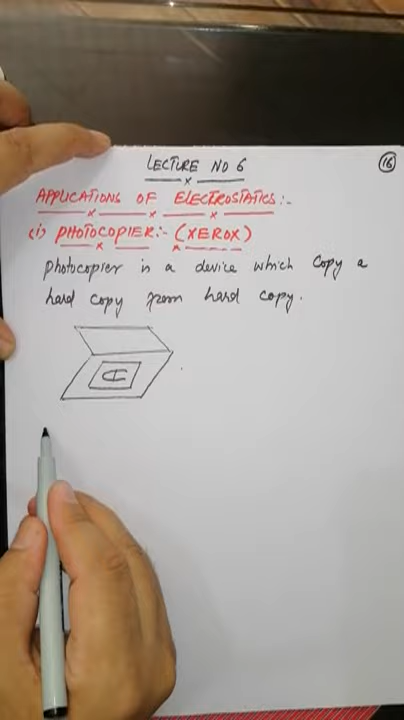 LECTURE NO 6
16
APPLICATIONS OF ELECTROSTATICS:-
(i) PHOTOCOPIER:- (XEROX)
Photocopier is a device which copy a
hard copy from hard copy.